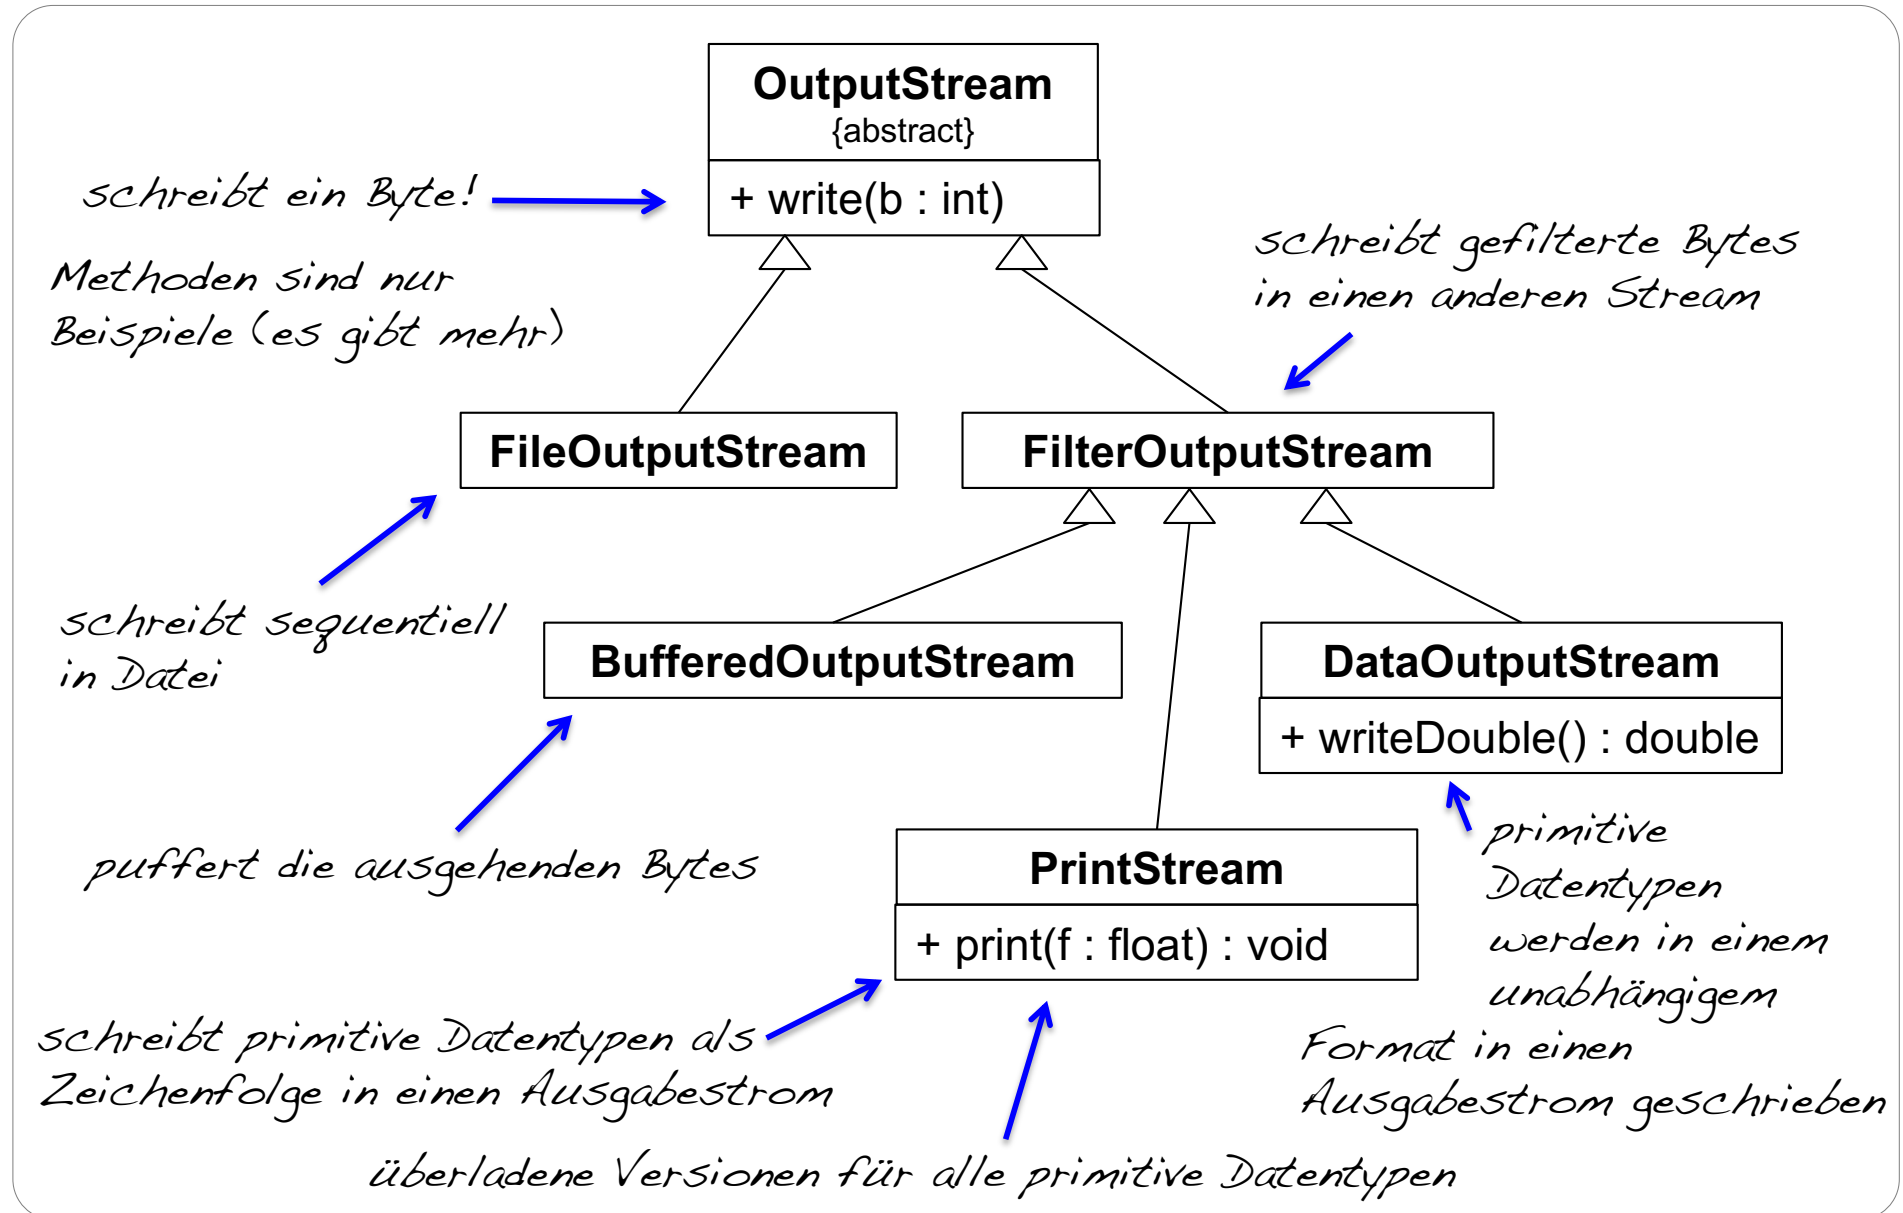 OutputStream
{abstract}
+ write(b : int)
schreibt ein Byte!
Methoden sind nur
Beispiele (es gibt mehr)
schreibt gefilterte Bytes
in einen anderen Stream
FileOutputStream
FilterOutputStream
schreibt sequentiell
in Datei
BufferedOutputStream
DataOutputStream
+ writeDouble() : double
puffert die ausgehenden Bytes
PrintStream
+ print(f : float) : void
primitive
Datentypen
werden in einem
unabhängigem
Format in einen
Ausgabestrom geschrieben
schreibt primitive Datentypen als
Zeichenfolge in einen Ausgabestrom
überladene Versionen für alle primitive Datentypen